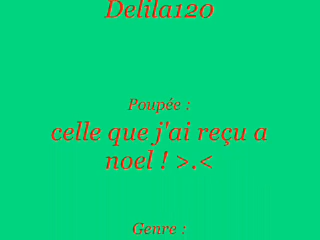 Delila120
Poupée :
celle que j'ai reçu a
noel ! >.<
Genre :